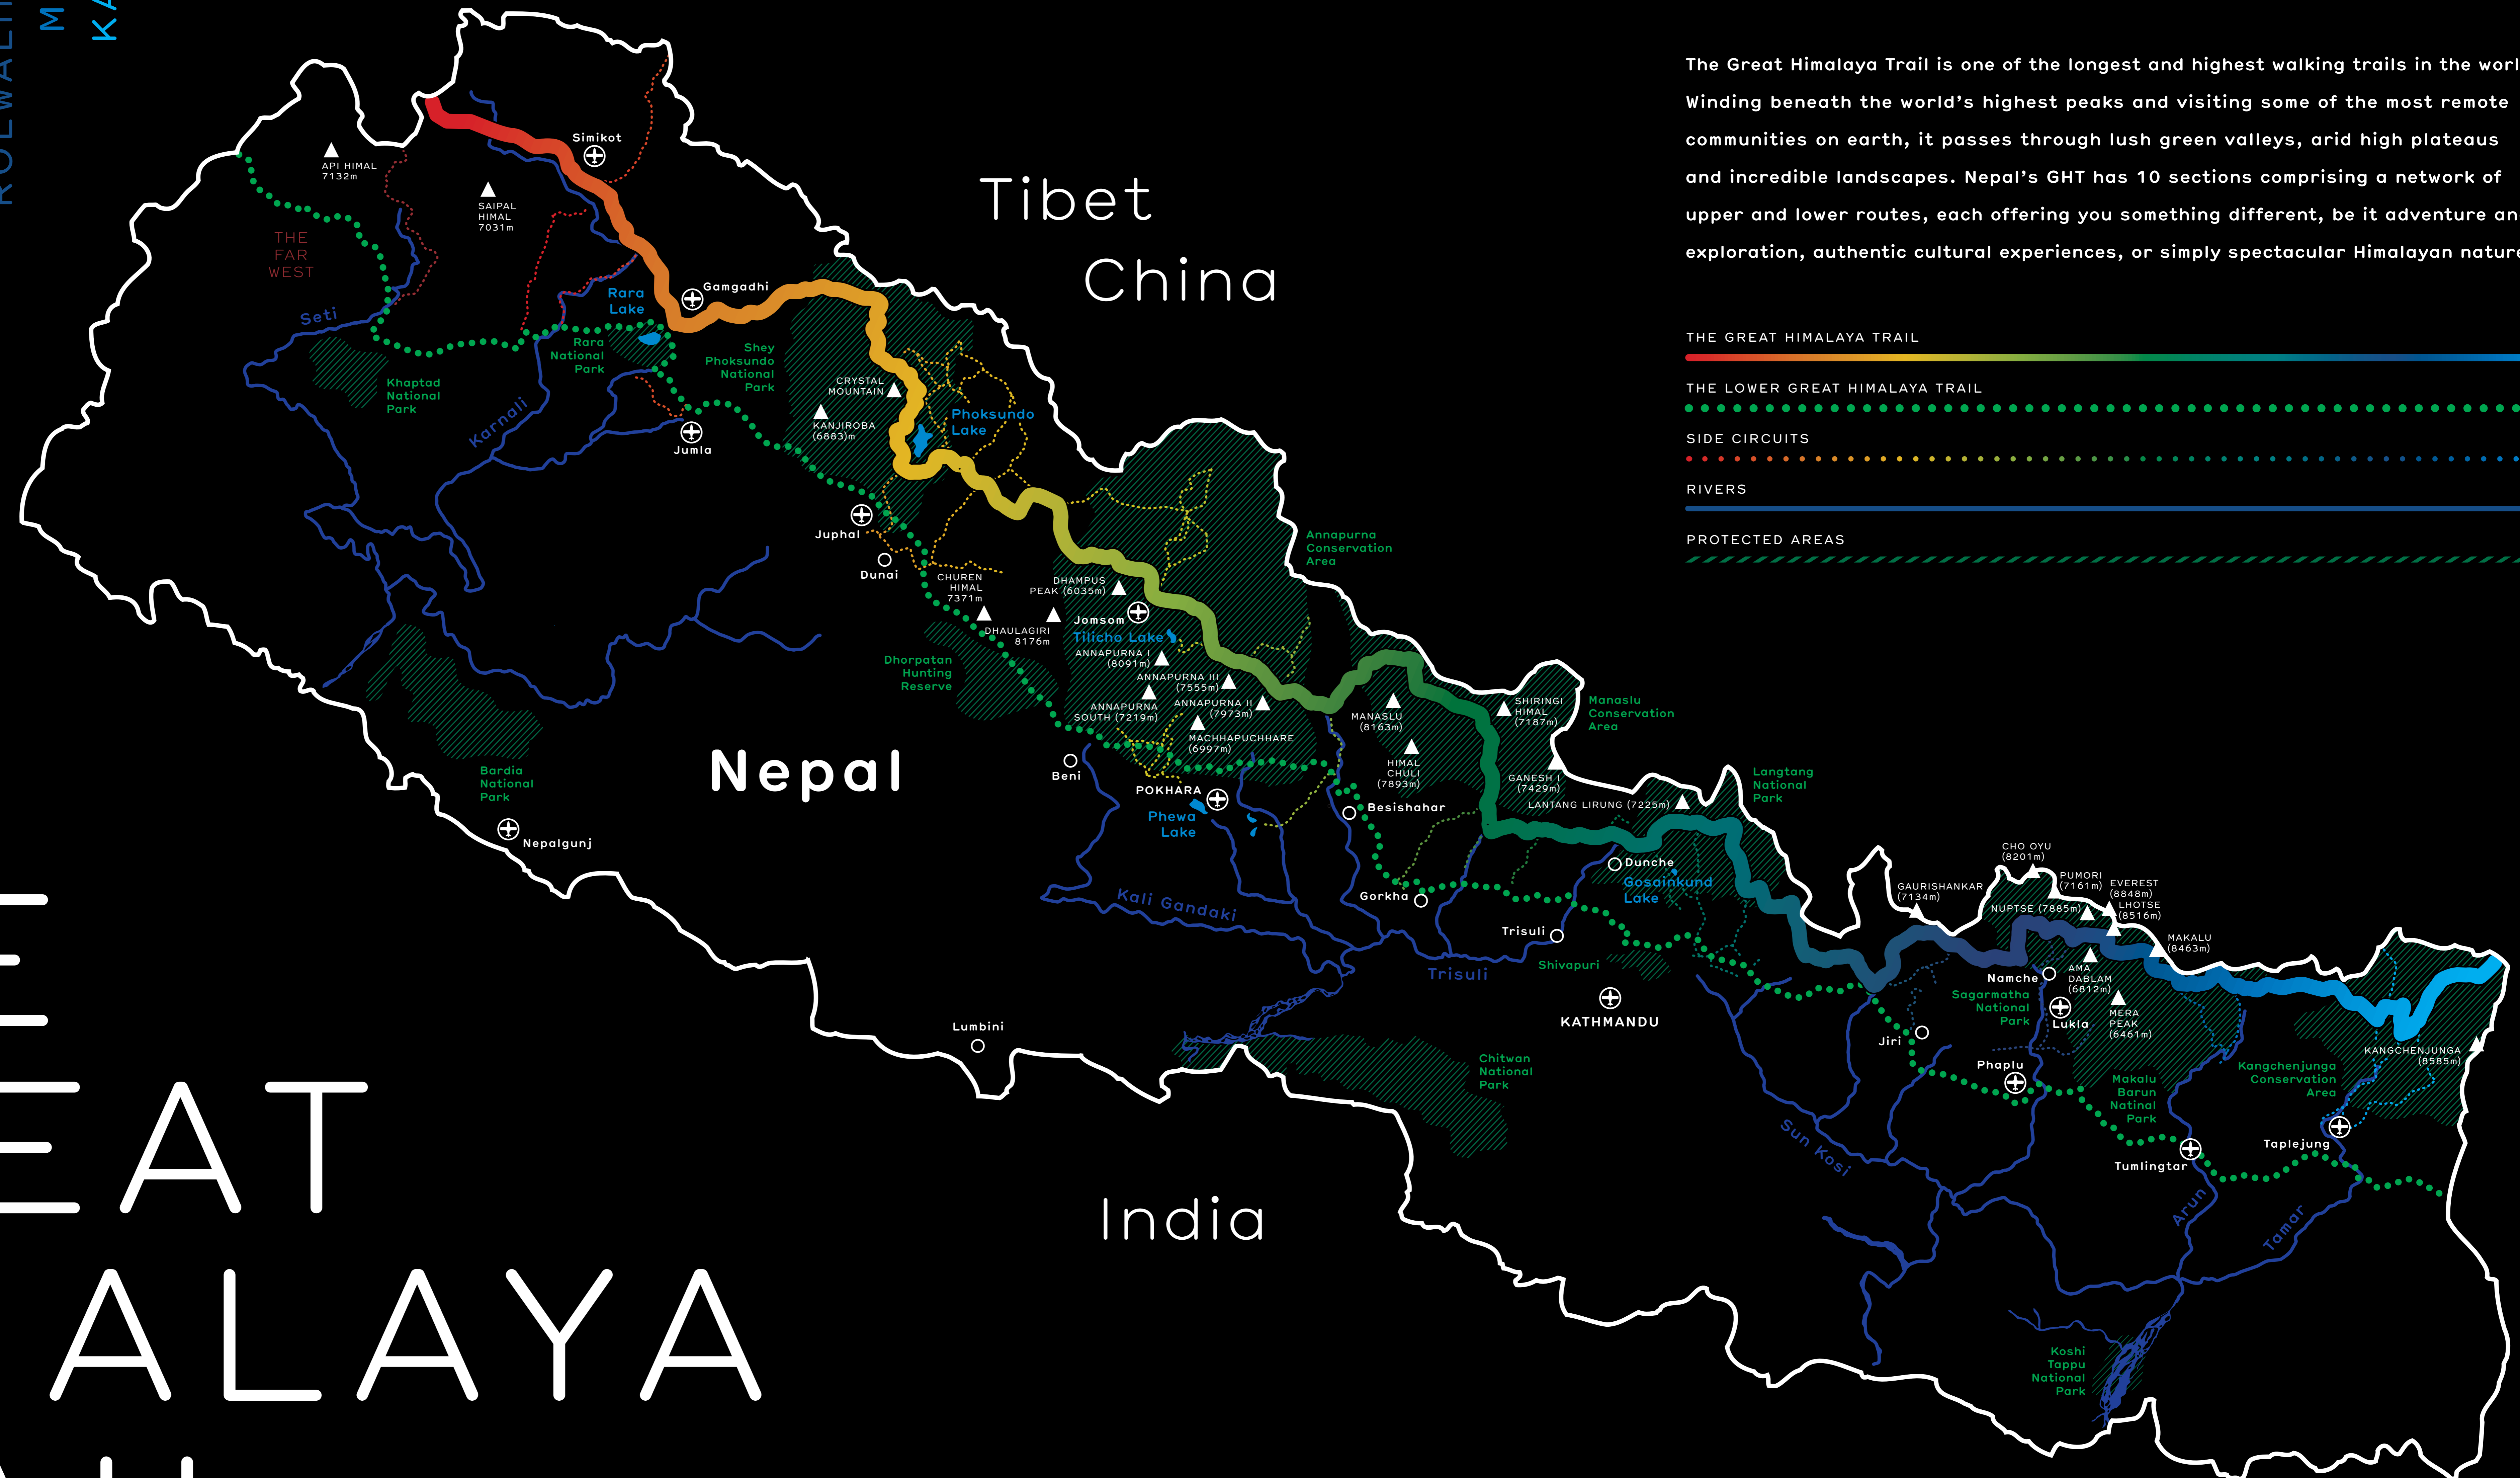 ROLWALIN
M
KA
The Great Himalaya Trail is one of the longest and highest walking trails in the worl
Winding beneath the world's highest peaks and visiting some of the most remote
communities on earth, it passes through lush green valleys, arid high plateaus
and incredible landscapes. Nepal's GHT has 10 sections comprising a network of
upper and lower routes, each offering you something different, be it adventure an
exploration, authentic cultural experiences, or simply spectacular Himalayan nature
THE GREAT HIMALAYA TRAIL
THE LOWER GREAT HIMALAYA TRAIL
SIDE CIRCUITS
RIVERS
PROTECTED AREAS
Tibet
China
Simikot
API HIMAL
7132m
SAIPAL
HIMAL
7031m
THE
FAR
WEST
Seti
Rara
Lake
Gamgadhi
Rara
National
Park
Khaptad
National
Park
Karnali
Jumla
Shey
Phoksundo
National
Park
CRYSTAL
MOUNTAIN
KANJIROBA
(6883)m
Phoksundo
Lake
Juphal
Dunai
CHUREN
HIMAL
7371m
DHAULAGIRI
8176m
DHAMPUS
PEAK (6035m)
Jomsom
Tilicho Lake
ANNAPURNA I
(8091m)
ANNAPURNA III
(7555m)
ANNAPURNA
SOUTH (7219m)
ANNAPURNA II
(7973m)
MACHHAPUCHHARE
(6997m)
Annapurna
Conservation
Area
Dhorpatan
Hunting
Reserve
Nepal
Bardia
National
Park
Nepalgunj
Beni
POKHARA
Phewa
Lake
Besishahar
MANASLU
(8163m)
HIMAL
CHULI
(7893m)
SHIRINGI
HIMAL
(7187m)
GANESH I
(7429m)
Manaslu
Conservation
Area
LANTANG LIRUNG (7225m)
Langtang
National
Park
Dunche
Gosainkund
Lake
Gorkha
Trisuli
Kali Gandaki
Trisuli
Shivapuri
KATHMANDU
Lumbini
Chitwan
National
Park
India
GAURISHANKAR
(7134m)
CHO OYU
(8201m)
PUMORI
(7161m)
EVEREST
(8848m)
LHOTSE
(8516m)
NUPTSE (7885m)
MAKALU
(8463m)
Namche
AMA
DABLAM
(6812m)
Sagarmatha
National
Park
Lukla
MERA
PEAK
(6461m)
Jiri
Phaplu
Makalu
Barun
Natinal
Park
Kangchenjunga
Conservation
Area
KANGCHENJUNGA
(8585m)
Taplejung
Tumlingtar
Sun Kosi
Arun
Tamar
Koshi
Tappu
National
Park
E
EAT
ALAYA